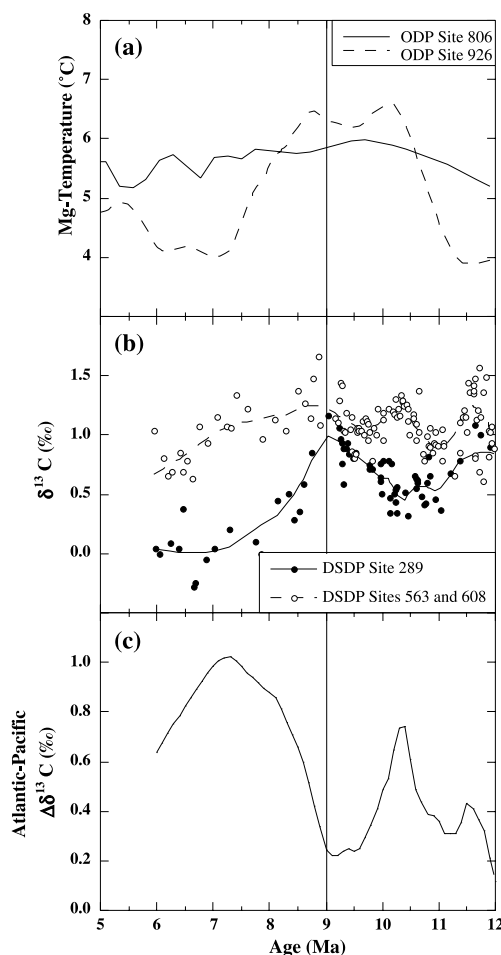 (a)
ODP Site 806
ODP Site 926
Mg-Temperature (°C)
8
7
6
5
4
(b)
δ¹³ C (‰)
1.5
1.0
0.5
0.0
DSDP Site 289
DSDP Sites 563 and 608
(c)
Atlantic-Pacific
Δδ¹³ C (‰)
1.0
0.8
0.6
0.4
0.2
0.0
5 6 7 8 9 10 11 12
Age (Ma)